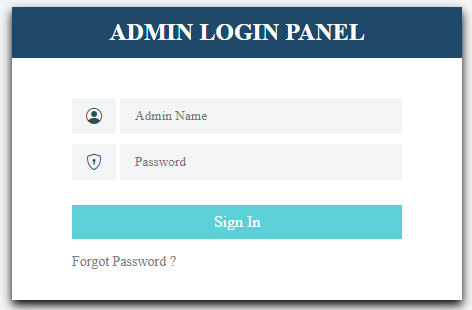 ADMIN LOGIN PANEL
Admin Name
Password
Sign In
Forgot Password ?